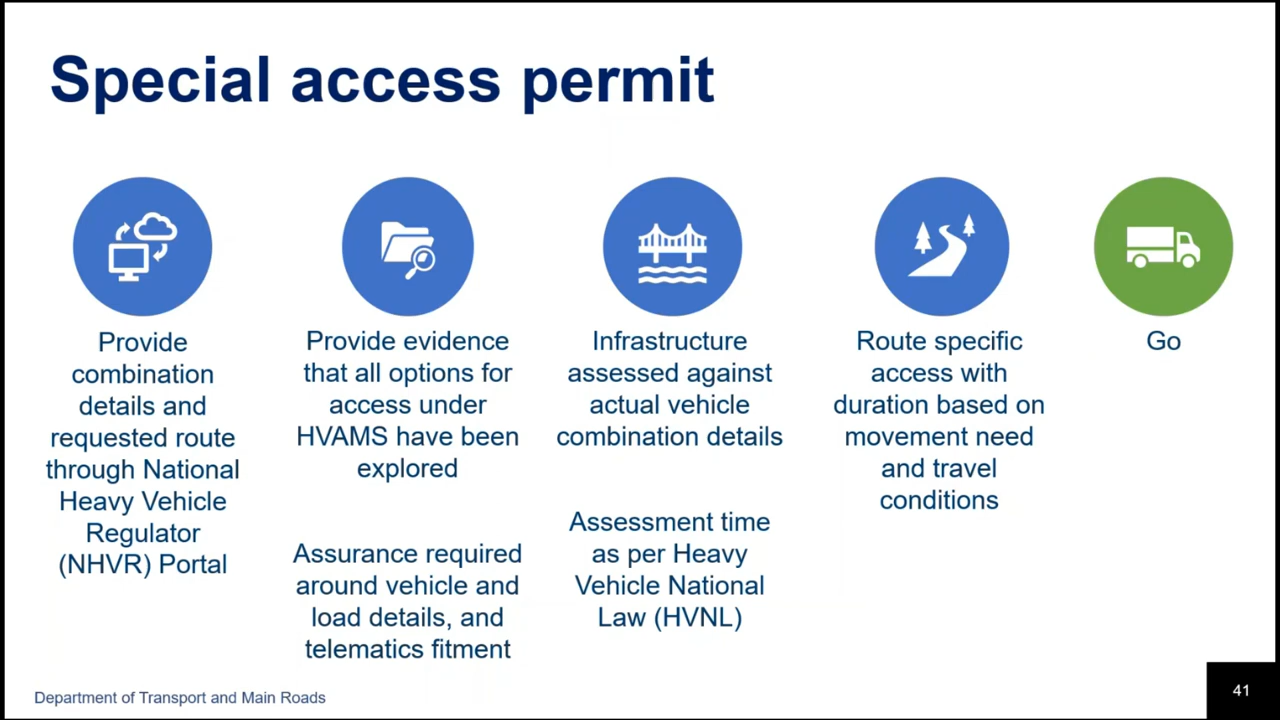 Special access permit
Provide
combination
details and
requested route
through National
Heavy Vehicle
Regulator
(NHVR) Portal
Provide evidence
that all options for
access under
HVAMS have been
explored
Assurance required
around vehicle and
load details, and
telematics fitment
Infrastructure
assessed against
actual vehicle
combination details
Assessment time
as per Heavy
Vehicle National
Law (HVNL)
Route specific
access with
duration based on
movement need
and travel
conditions
Go
Department of Transport and Main Roads
41